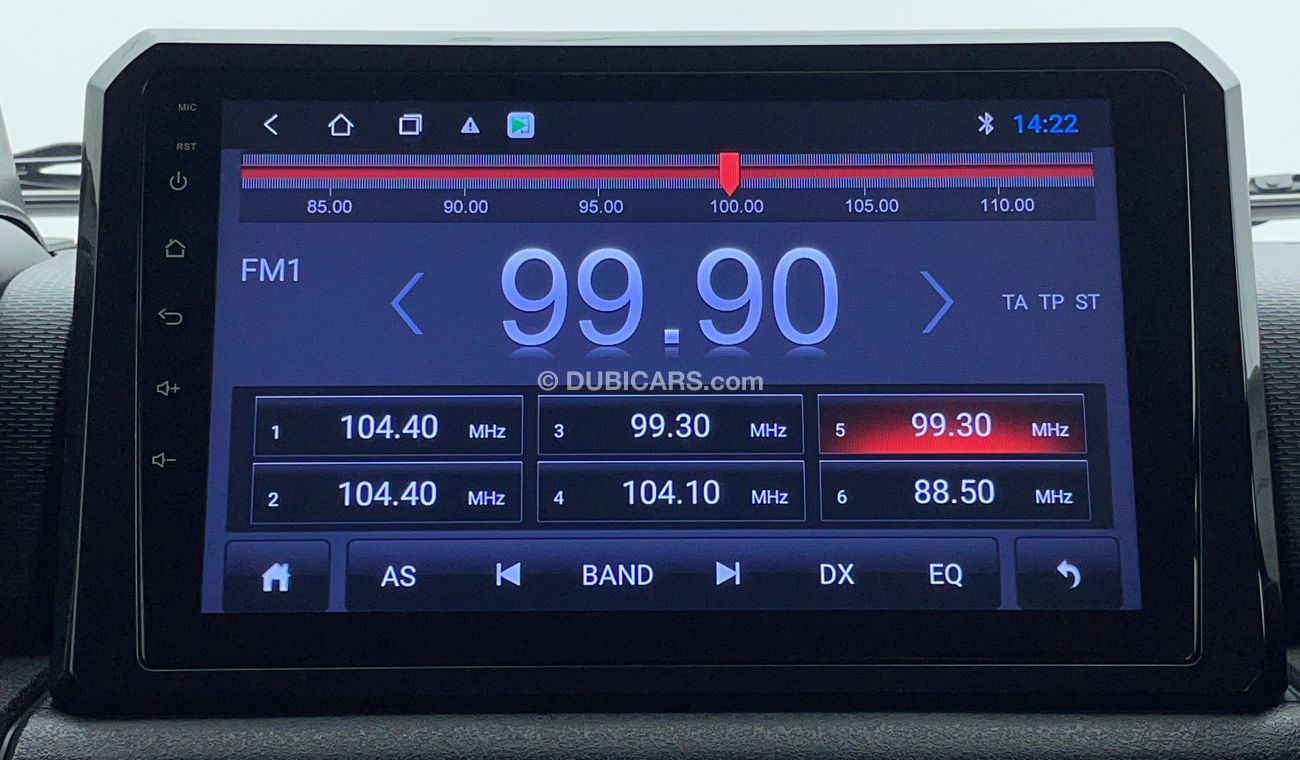 MIC
RST
14:22
85.00 90.00 95.00 100.00 105.00 110.00
FM1
99.90
TA TP ST
© DUBICARS.com
1 104.40 MHz 3 99.30 MHz 5 99.30 MHz
2 104.40 MHz 4 104.10 MHz 6 88.50 MHz
AS BAND DX EQ